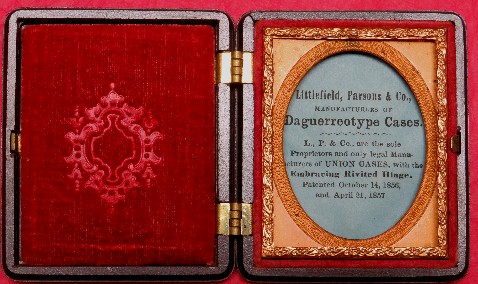 Littlefield, Parsons & Co.,
MANUFACTURERS OF
Daguerreotype Cases.
L., P. & Co., are the sole
Proprietors and only legal Manu-
facturers of UNION CASES, with the
Embracing Rivited Hinge.
Patented October 14, 1856,
and April 21, 1857